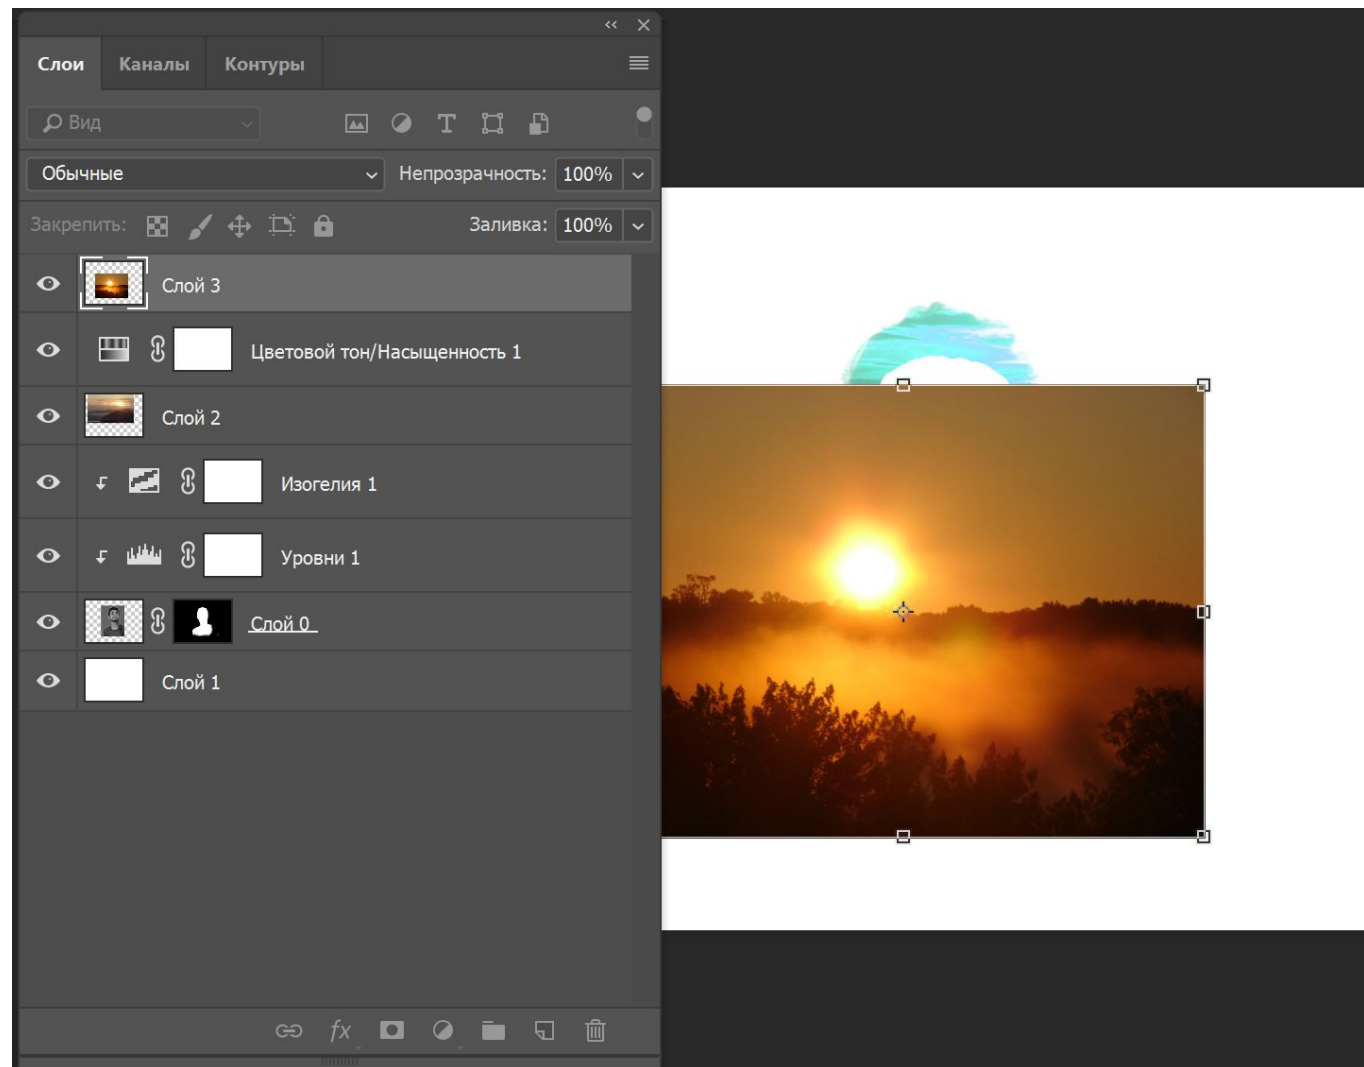 Слои Каналы Контуры
Вид
Обычные Непрозрачность: 100%
Закрепить: Заливка: 100%
Слой 3
Цветовой тон/Насыщенность 1
Слой 2
Изогелия 1
Уровни 1
Слой 0
Слой 1
fx